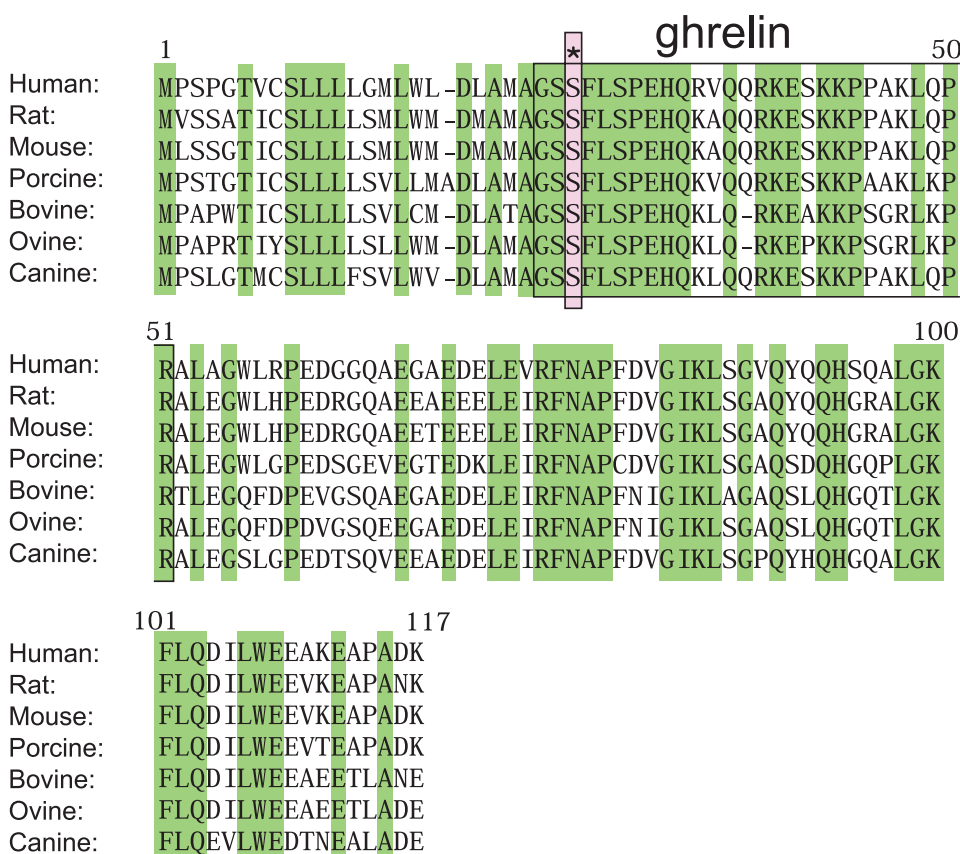 ghrelin
1 * 50
Human: MPSPGTVCSLLLLGMLWL-DLAMAGSSFLSPEHQRVQQRKESKKPPAKLQP
Rat: MVSSATICSLLLLSMLWM-DMAMAGSSFLSPEHQKAQQRKESKKPPAKLQP
Mouse: MLSSGTICSLLLLSMLWM-DMAMAGSSFLSPEHQKAQQRKESKKPPAKLQP
Porcine: MPSTGTICSLLLLSVLLMADLAMAGSSFLSPEHQKVQQRKESKKPAAKLKP
Bovine: MPAPWTICSLLLLSVLCM-DLATAGSSFLSPEHQKLQ-RKEAKKPSGRLKP
Ovine: MPAPRTIYSLLLLSLLWM-DLAMAGSSFLSPEHQKLQ-RKEPKKPSGRLKP
Canine: MPSLGTMCSLLLFSVLWV-DLAMAGSSFLSPEHQKLQQRKESKKPPAKLQP
51 100
Human: RALAGWLRPEDGGQAEGAEDELEVRFNAPFDVGIKLSGVQYQQHSQALGK
Rat: RALEGWLHPEDRGQAEEAEEELEIRFNAPFDVGIKLSGAQYQQHGRALGK
Mouse: RALEGWLHPEDRGQAEETEEELEIRFNAPFDVGIKLSGAQYQQHGRALGK
Porcine: RALEGWLGPEDSGEVEGTEDKLEIRFNAPCDVGIKLSGAQSDQHGQPLGK
Bovine: RTLEGQFDPEVGSQAEGAEDELEIRFNAPFNIGIKLAGAQSLQHGQTLGK
Ovine: RALEGQFDPDVGSQEEGAEDELEIRFNAPFNIGIKLSGAQSLQHGQTLGK
Canine: RALEGSLGPEDTSQVEEAEDELEIRFNAPFDVGIKLSGPQYHQHGQALGK
101 117
Human: FLQDILWEEAKEAPADK
Rat: FLQDILWEEVKEAPANK
Mouse: FLQDILWEEVKEAPADK
Porcine: FLQDILWEEVTEAPADK
Bovine: FLQDILWEEAEETLANE
Ovine: FLQDILWEEAEETLADE
Canine: FLQEVLWEDTNEALADE